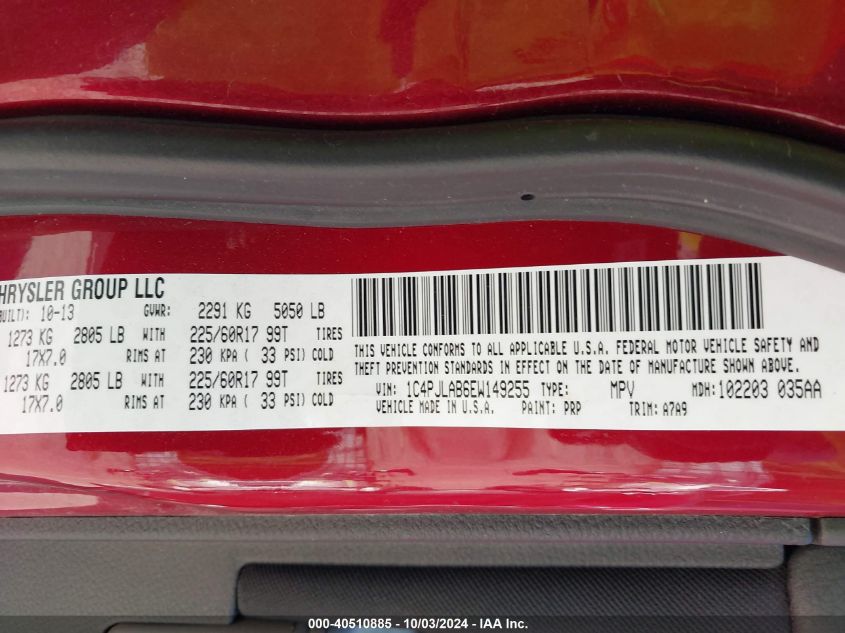 HRYSLER GROUP LLC
BUILT): 10-13 GVWR: 2291 KG 5050 LB
1273 KG 2805 LB WITH 225/60R17 99T TIRES
17X7.0 RIMS AT 230 KPA ( 33 PSI) COLD
1273 KG 2805 LB WITH 225/60R17 99T TIRES
17X7.0 RIMS AT 230 KPA ( 33 PSI) COLD
THIS VEHICLE CONFORMS TO ALL APPLICABLE U.S.A. FEDERAL MOTOR VEHICLE SAFETY AND
THEFT PREVENTION STANDARDS IN EFFECT ON THE DATE OF MANUFACTURE SHOWN ABOVE.
VIN: 1C4PJLAB6EW149255 TYPE: MPV MDH: 102203 035AA
VEHICLE MADE IN U.S.A. PAINT: PRP TRIM: A7A9
000-40510885 - 10/03/2024 - IAA Inc.